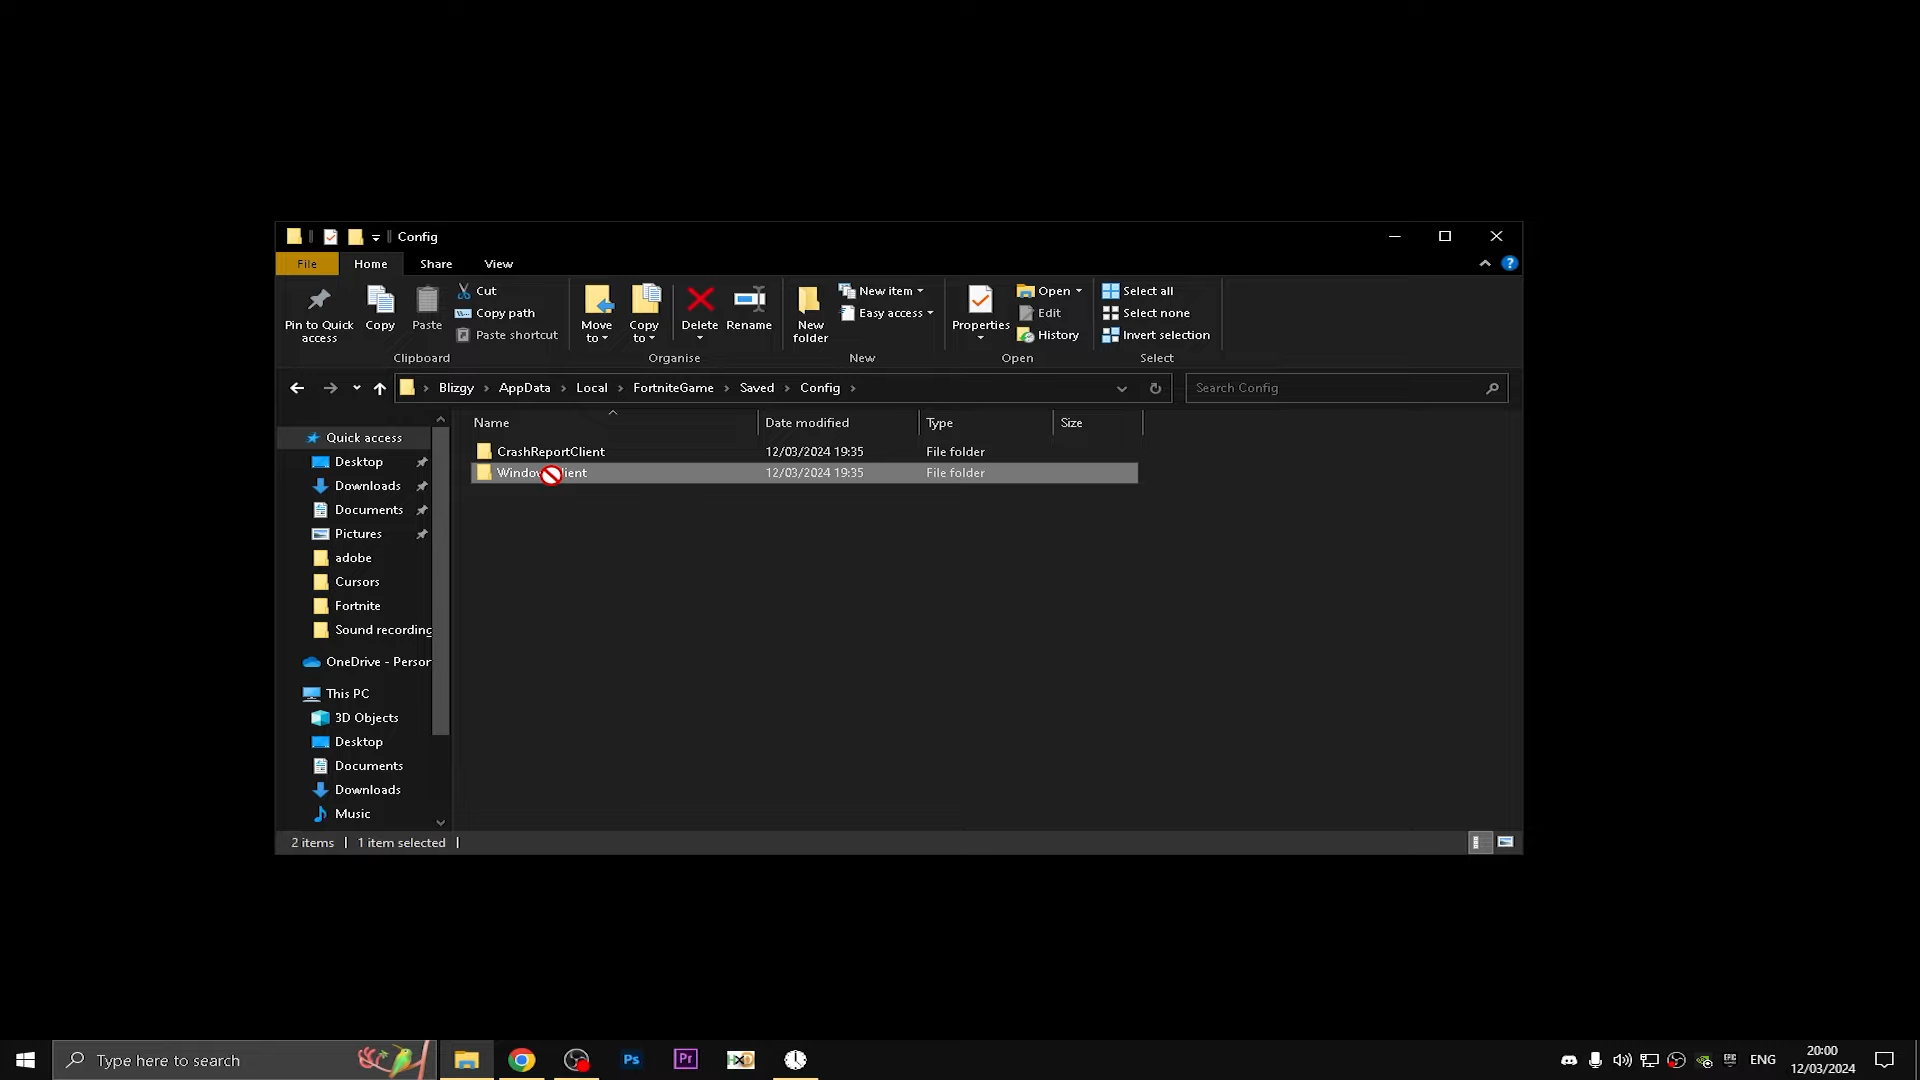 Config
File
Home
Share
View
Pin to Quick
access
Copy
Paste
Cut
Copy path
Paste shortcut
Clipboard
Move
to
Copy
to
Delete
Rename
Organise
New
folder
New item
Easy access
New
Properties
Open
Edit
History
Open
Select all
Select none
Invert selection
Select
Blizgy
AppData
Local
FortniteGame
Saved
Config
Search Config
Name
Date modified
Type
Size
CrashReportClient
12/03/2024 19:35
File folder
12/03/2024 19:35
File folder
Quick access
Desktop
Downloads
Documents
Pictures
adobe
Cursors
Fortnite
Sound recording
OneDrive - Person
This PC
3D Objects
Desktop
Documents
Downloads
Music
2 items
1 item selected
Type here to search
Ps
Pr
HxD
EPIC
ENG
20:00
12/03/2024